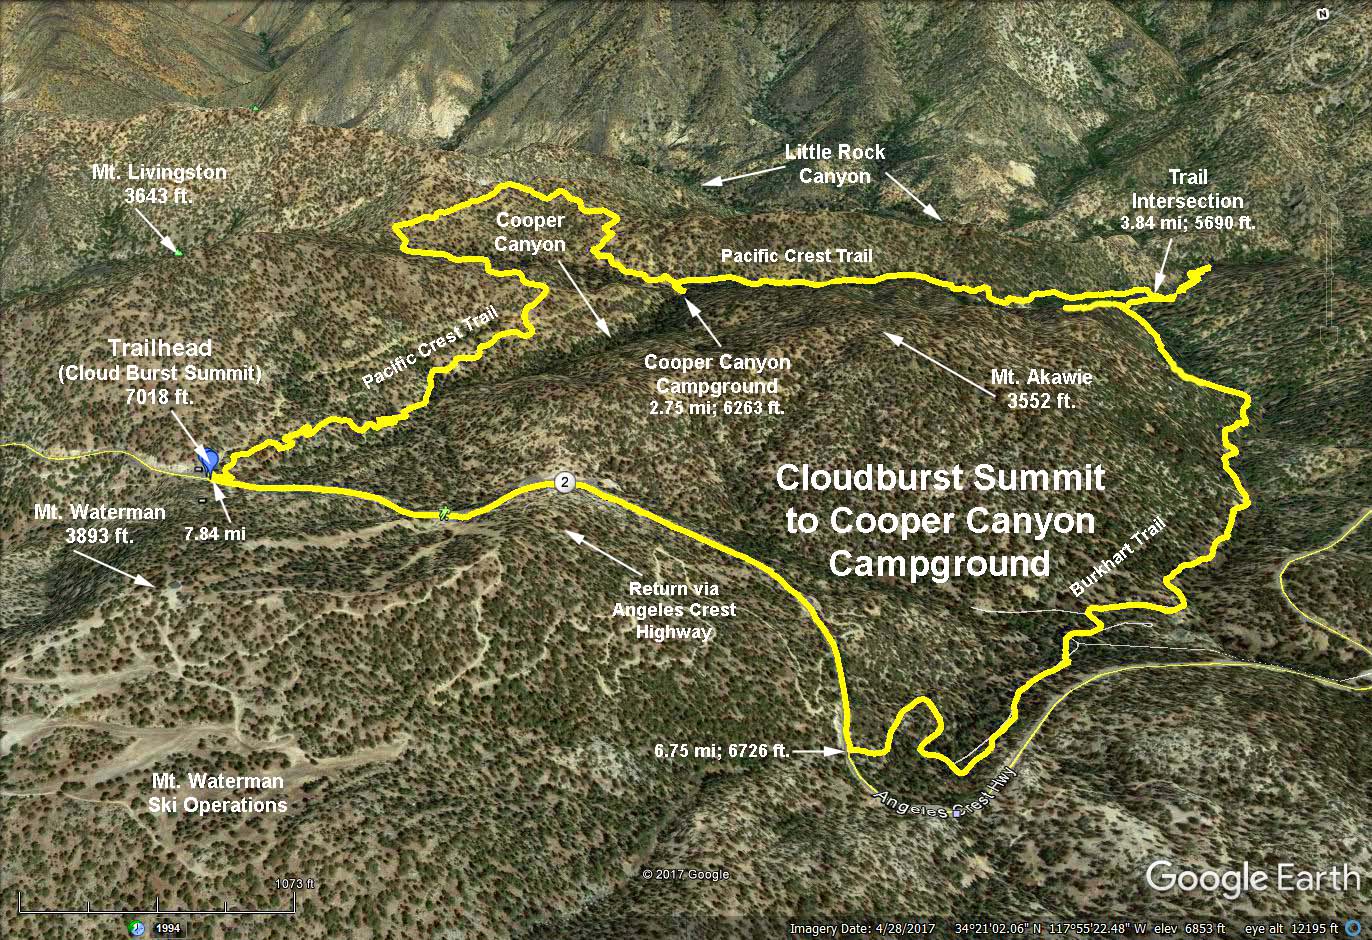 N
Little Rock
Canyon
Mt. Livingston
3643 ft.
Trail
Intersection
3.84 mi; 5690 ft.
Cooper
Canyon
Pacific Crest Trail
Pacific Crest Trail
Trailhead
(Cloud Burst Summit)
7018 ft.
Cooper Canyon
Campground
2.75 mi; 6263 ft.
Mt. Akawie
3552 ft.
Cloudburst Summit
to Cooper Canyon
Campground
2
Mt. Waterman
3893 ft.
7.84 mi
Burkhart Trail
Return via
Angeles Crest
Highway
6.75 mi; 6726 ft.
Mt. Waterman
Ski Operations
Angeles Crest Hwy
© 2017 Google
Google Earth
1073 ft
1994
Imagery Date: 4/28/2017 34°21'02.06" N 117°55'22.48" W elev 6853 ft eye alt 12195 ft